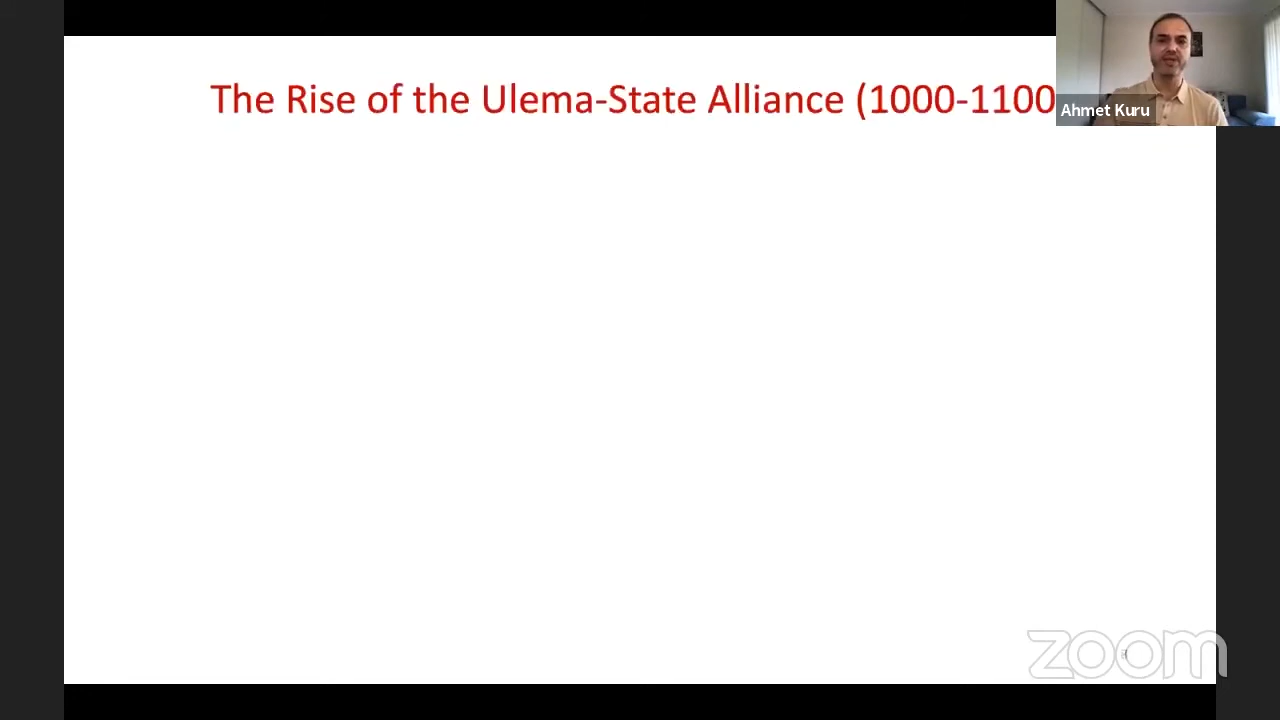 The Rise of the Ulema-State Alliance (1000-1100
Ahmet Kuru
zoom